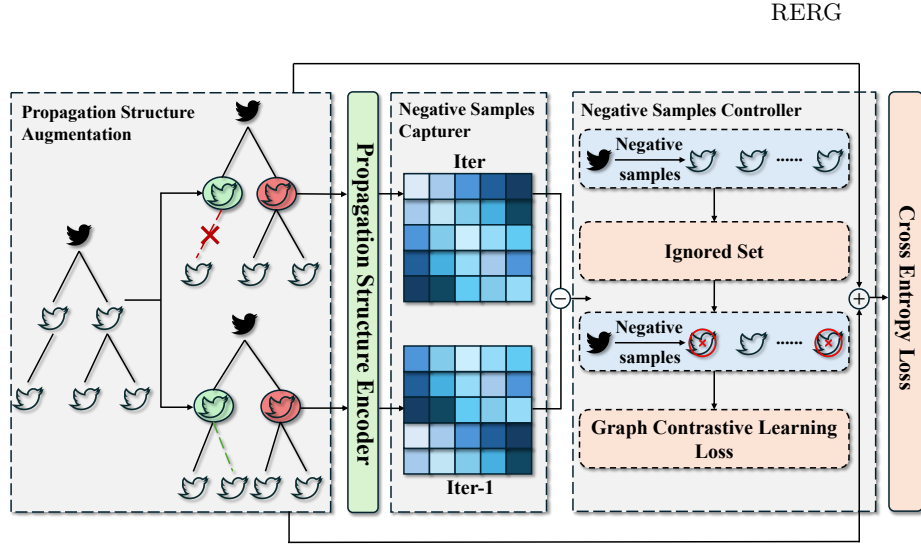 RERG
Propagation Structure
Augmentation
Propagation Structure Encoder
Negative Samples
Capturer
Iter
Iter-1
Negative Samples Controller
Negative
samples
Ignored Set
Negative
samples
Graph Contrastive Learning
Loss
Cross Entropy Loss